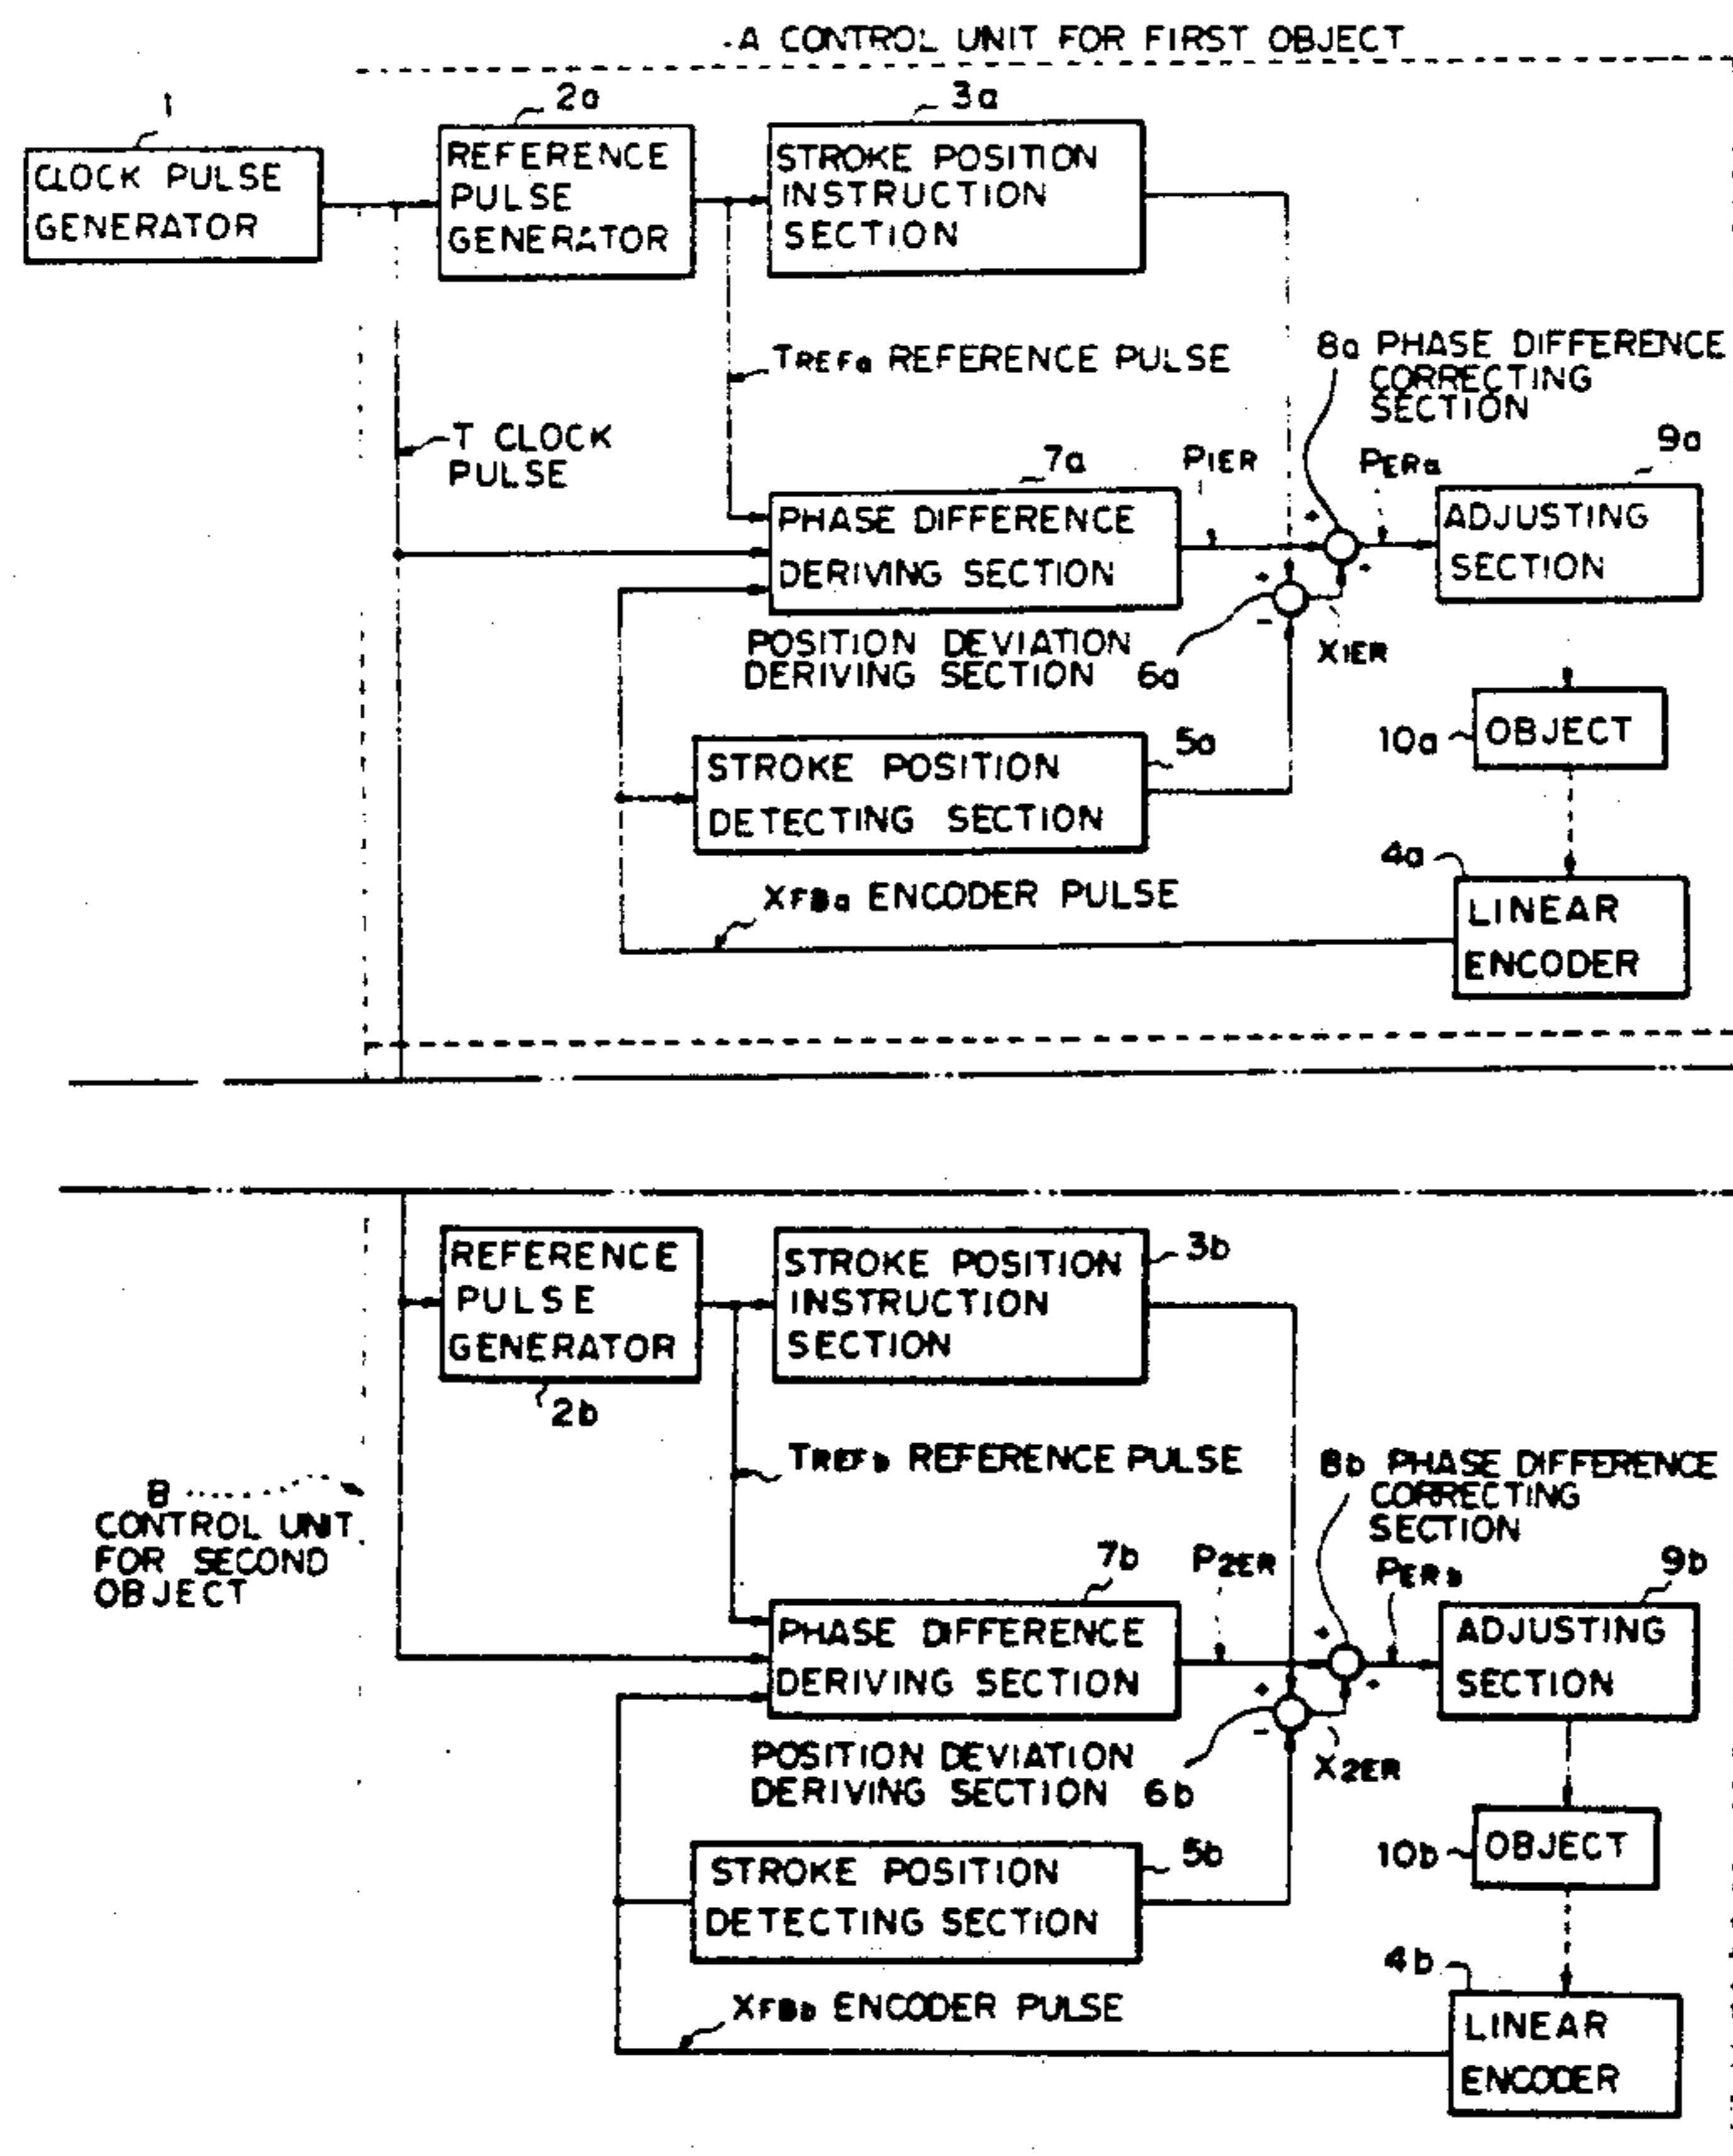 A CONTROL UNIT FOR FIRST OBJECT
1
2a
3a
CLOCK PULSE
GENERATOR
REFERENCE
PULSE
GENERATOR
STROKE POSITION
INSTRUCTION
SECTION
TREFa REFERENCE PULSE
8a PHASE DIFFERENCE
CORRECTING
SECTION
T CLOCK
PULSE
7a
P1ER
PERa
9a
PHASE DIFFERENCE
DERIVING SECTION
+
+
+
-
ADJUSTING
SECTION
POSITION DEVIATION
DERIVING SECTION 6a
X1ER
5a
STROKE POSITION
DETECTING SECTION
10a
OBJECT
4a
XFBa ENCODER PULSE
LINEAR
ENCODER
REFERENCE
PULSE
GENERATOR
2b
STROKE POSITION
INSTRUCTION
SECTION
3b
TREFb REFERENCE PULSE
8b PHASE DIFFERENCE
CORRECTING
SECTION
B
CONTROL UNIT
FOR SECOND
OBJECT
7b
P2ER
PERb
9b
PHASE DIFFERENCE
DERIVING SECTION
+
+
+
-
ADJUSTING
SECTION
POSITION DEVIATION
DERIVING SECTION 6b
X2ER
5b
STROKE POSITION
DETECTING SECTION
10b
OBJECT
4b
XFBb ENCODER PULSE
LINEAR
ENCODER